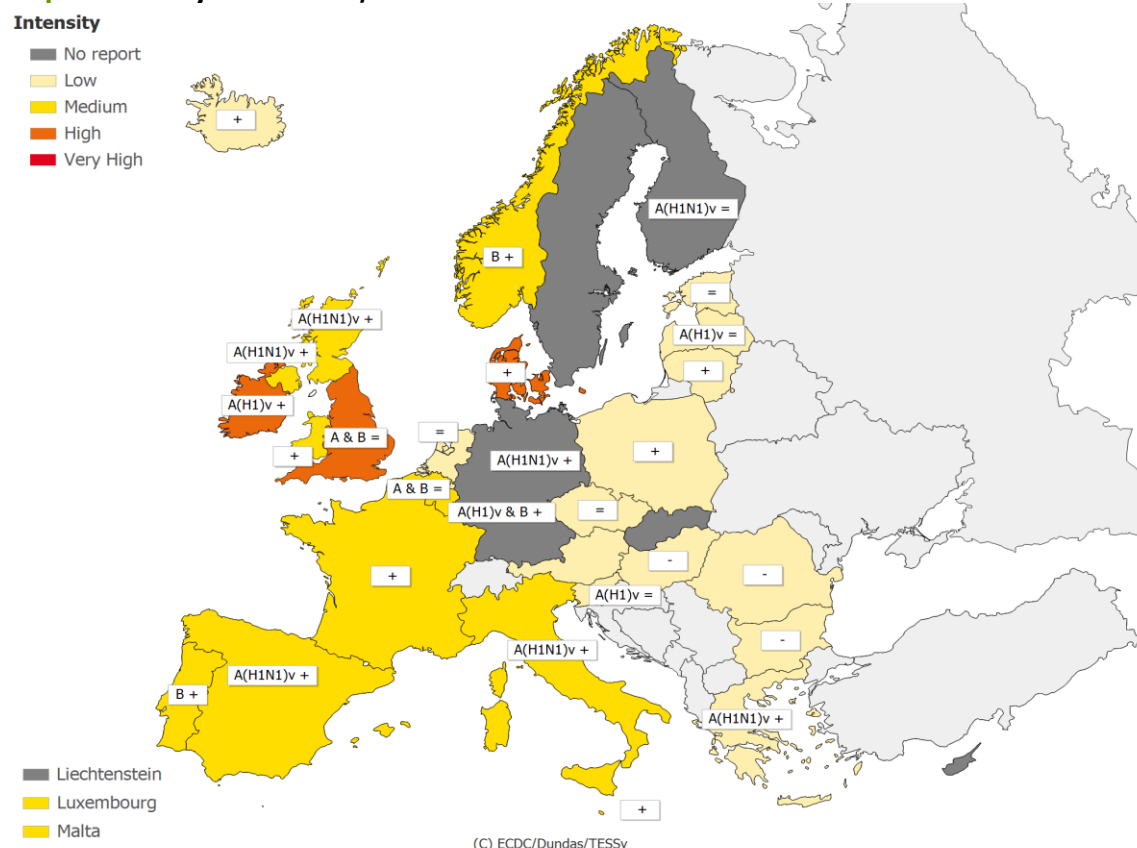 Intensity
No report
Low
Medium
High
Very High
+
A(H1N1)v =
B +
=
A(H1N1)v +
A(H1)v =
A(H1N1)v +
+
+
A(H1)v +
A & B =
=
+
A(H1N1)v +
+
A & B =
A(H1)v & B +
=
-
+
-
A(H1)v =
-
A(H1N1)v +
A(H1N1)v +
B +
A(H1N1)v +
Liechtenstein
Luxembourg
+
Malta
(C) ECDC/Dundas/TESSy